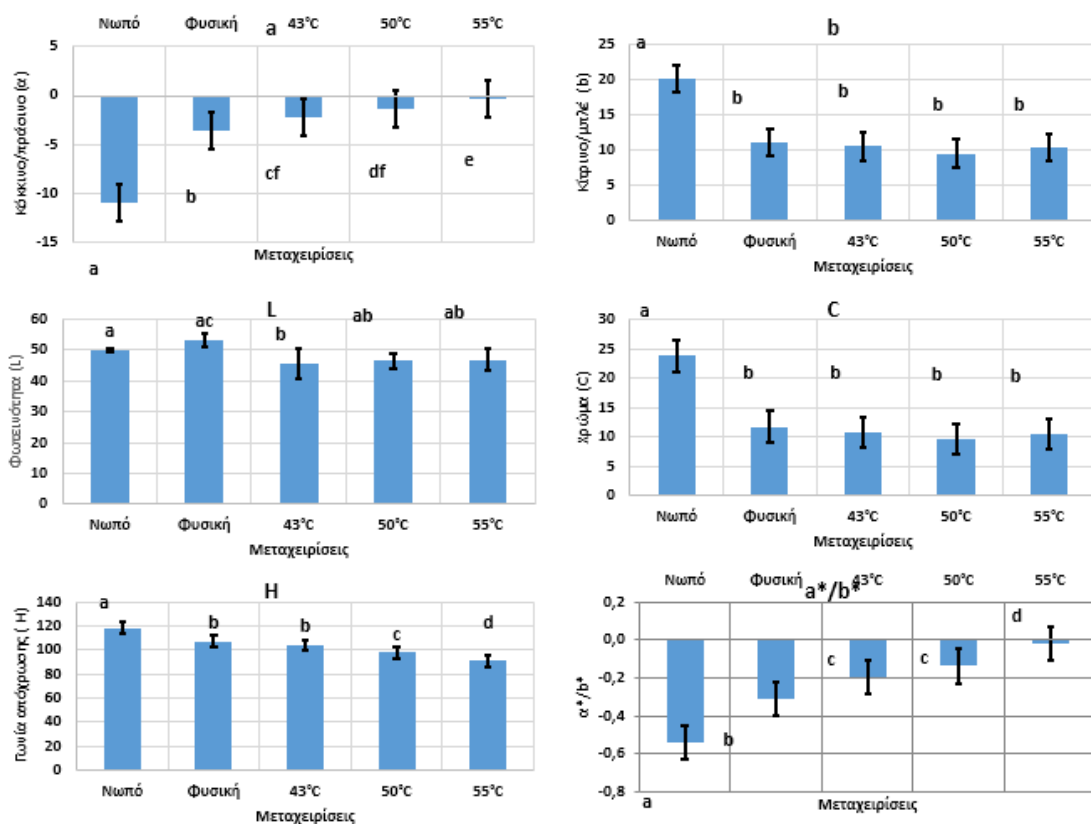 a
Νωπό Φυσική 43°C 50°C 55°C
Κόκκινο/πράσινο (α)
5
0
-5
-10
-15
a b cf df e
Μεταχειρίσεις
b
Κίτρινο/μπλέ (b)
25
20
15
10
5
0
a b b b b
Νωπό Φυσική 43°C 50°C 55°C
Μεταχειρίσεις
L
Φωτεινότητα (L)
60
50
40
30
20
10
0
a ac b ab ab
Νωπό Φυσική 43°C 50°C 55°C
Μεταχειρίσεις
C
Χρώμα (C)
30
25
20
15
10
5
0
a b b b b
Νωπό Φυσική 43°C 50°C 55°C
Μεταχειρίσεις
H
Γωνία απόχρωσης ( H)
140
120
100
80
60
40
20
0
a b b c d
Νωπό Φυσική 43°C 50°C 55°C
Μεταχειρίσεις
Νωπό Φυσική 43°C 50°C 55°C
a*/b*
α*/b*
0,2
0,0
-0,2
-0,4
-0,6
-0,8
a b c c d
Μεταχειρίσεις